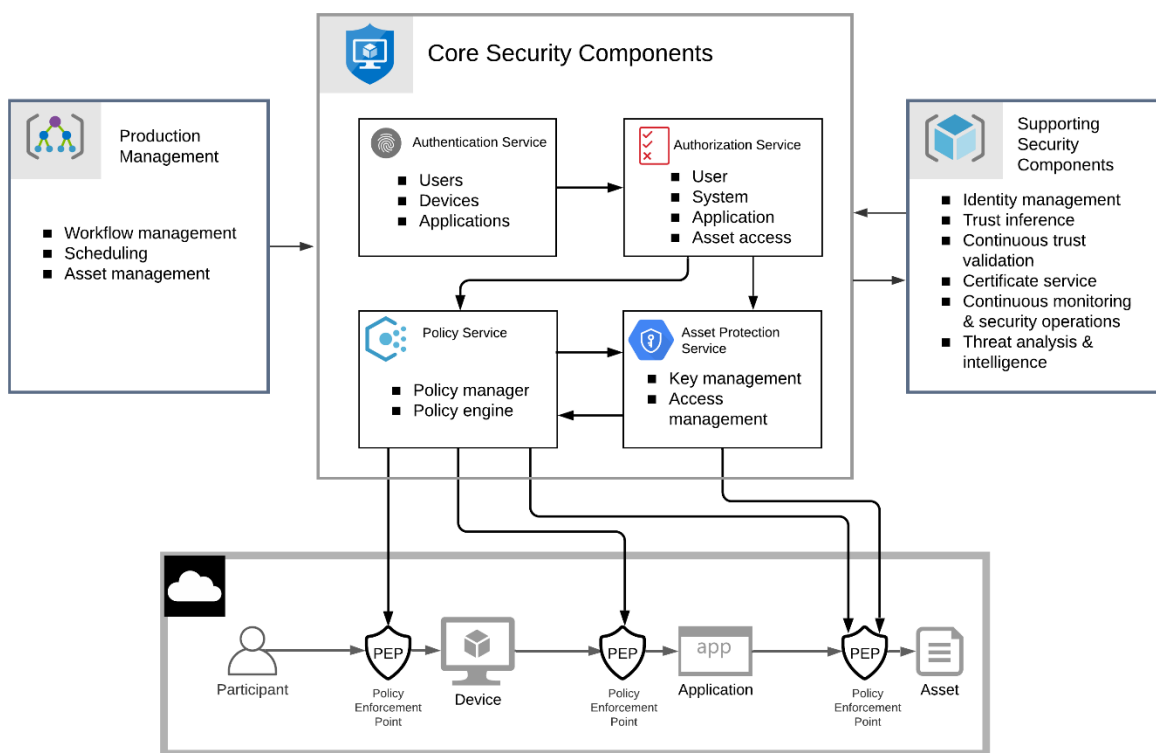 Core Security Components
Production
Management
Workflow management
Scheduling
Asset management
Authentication Service
Users
Devices
Applications
Authorization Service
User
System
Application
Asset access
Policy Service
Policy manager
Policy engine
Asset Protection
Service
Key management
Access
management
Supporting
Security
Components
Identity management
Trust inference
Continuous trust
validation
Certificate service
Continuous monitoring
& security operations
Threat analysis &
intelligence
Participant
PEP
Policy
Enforcement
Point
Device
PEP
Policy
Enforcement
Point
app
Application
PEP
Policy
Enforcement
Point
Asset